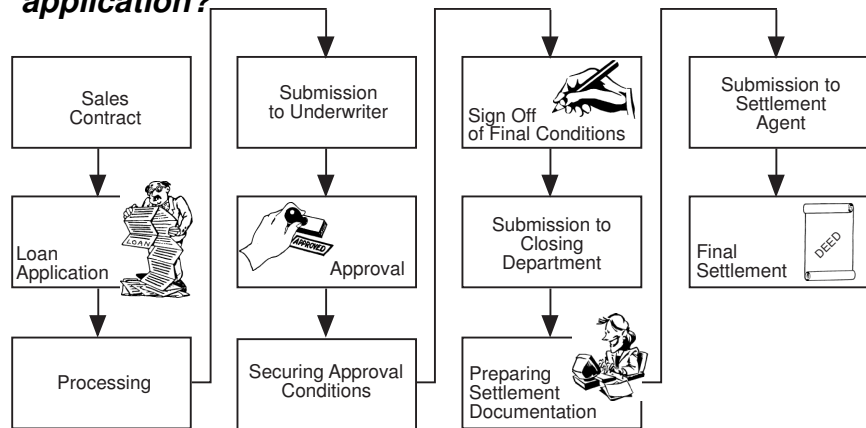 application?
Sales
Contract
Loan
Application
LOAN
Processing
Submission
to Underwriter
APPROVED
Approval
Securing Approval
Conditions
Sign Off
of Final Conditions
Submission to
Closing
Department
Preparing
Settlement
Documentation
Submission to
Settlement
Agent
Final
Settlement
DEED